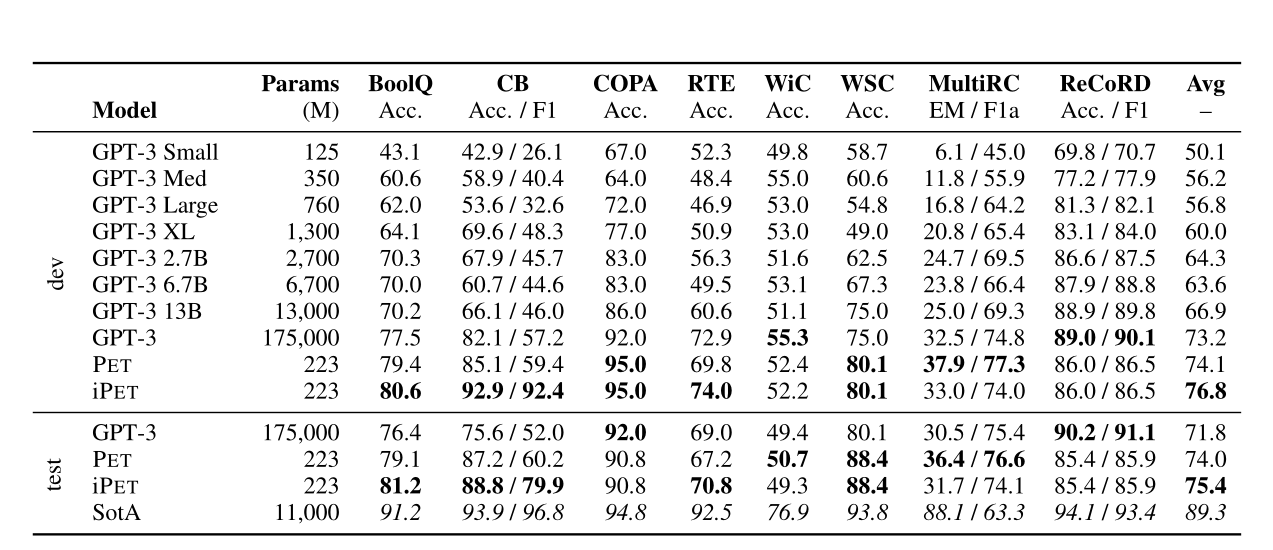 Params BoolQ CB COPA RTE WiC WSC MultiRC ReCoRD Avg
Model (M) Acc. Acc. / F1 Acc. Acc. Acc. Acc. EM / F1a Acc. / F1 –
dev
GPT-3 Small 125 43.1 42.9 / 26.1 67.0 52.3 49.8 58.7 6.1 / 45.0 69.8 / 70.7 50.1
GPT-3 Med 350 60.6 58.9 / 40.4 64.0 48.4 55.0 60.6 11.8 / 55.9 77.2 / 77.9 56.2
GPT-3 Large 760 62.0 53.6 / 32.6 72.0 46.9 53.0 54.8 16.8 / 64.2 81.3 / 82.1 56.8
GPT-3 XL 1,300 64.1 69.6 / 48.3 77.0 50.9 53.0 49.0 20.8 / 65.4 83.1 / 84.0 60.0
GPT-3 2.7B 2,700 70.3 67.9 / 45.7 83.0 56.3 51.6 62.5 24.7 / 69.5 86.6 / 87.5 64.3
GPT-3 6.7B 6,700 70.0 60.7 / 44.6 83.0 49.5 53.1 67.3 23.8 / 66.4 87.9 / 88.8 63.6
GPT-3 13B 13,000 70.2 66.1 / 46.0 86.0 60.6 51.1 75.0 25.0 / 69.3 88.9 / 89.8 66.9
GPT-3 175,000 77.5 82.1 / 57.2 92.0 72.9 55.3 75.0 32.5 / 74.8 89.0 / 90.1 73.2
PET 223 79.4 85.1 / 59.4 95.0 69.8 52.4 80.1 37.9 / 77.3 86.0 / 86.5 74.1
iPET 223 80.6 92.9 / 92.4 95.0 74.0 52.2 80.1 33.0 / 74.0 86.0 / 86.5 76.8
test
GPT-3 175,000 76.4 75.6 / 52.0 92.0 69.0 49.4 80.1 30.5 / 75.4 90.2 / 91.1 71.8
PET 223 79.1 87.2 / 60.2 90.8 67.2 50.7 88.4 36.4 / 76.6 85.4 / 85.9 74.0
iPET 223 81.2 88.8 / 79.9 90.8 70.8 49.3 88.4 31.7 / 74.1 85.4 / 85.9 75.4
SotA 11,000 91.2 93.9 / 96.8 94.8 92.5 76.9 93.8 88.1 / 63.3 94.1 / 93.4 89.3